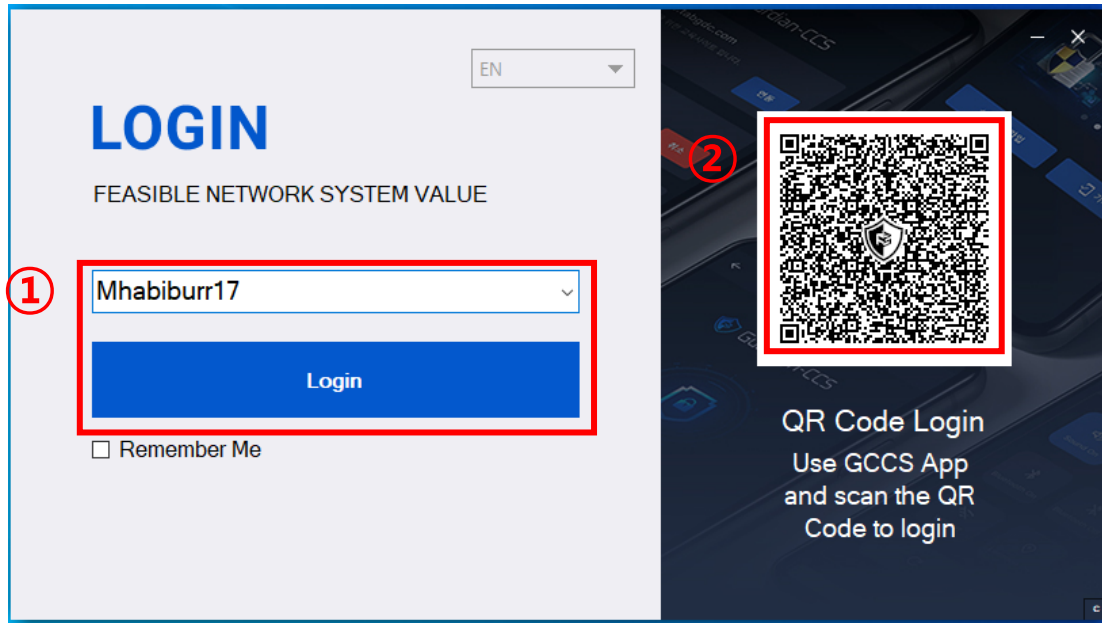 EN
LOGIN
FEASIBLE NETWORK SYSTEM VALUE
①
Mhabiburr17
Login
Remember Me
②
QR Code Login
Use GCCS App
and scan the QR
Code to login